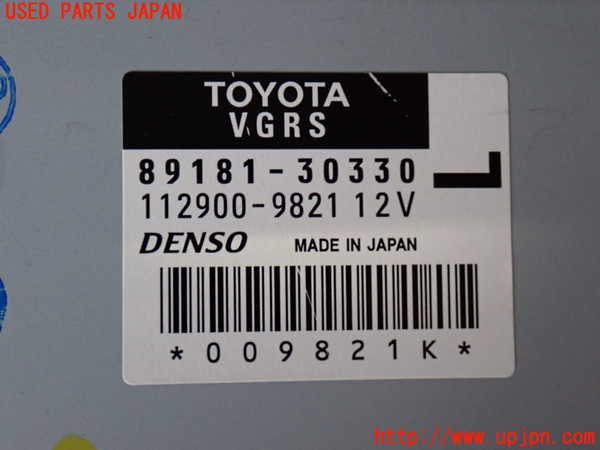 USED PARTS JAPAN
TOYOTA
VGRS
89181-30330
L
112900-9821 12V
DENSO MADE IN JAPAN
*009821K*
http://www.upjpn.com/